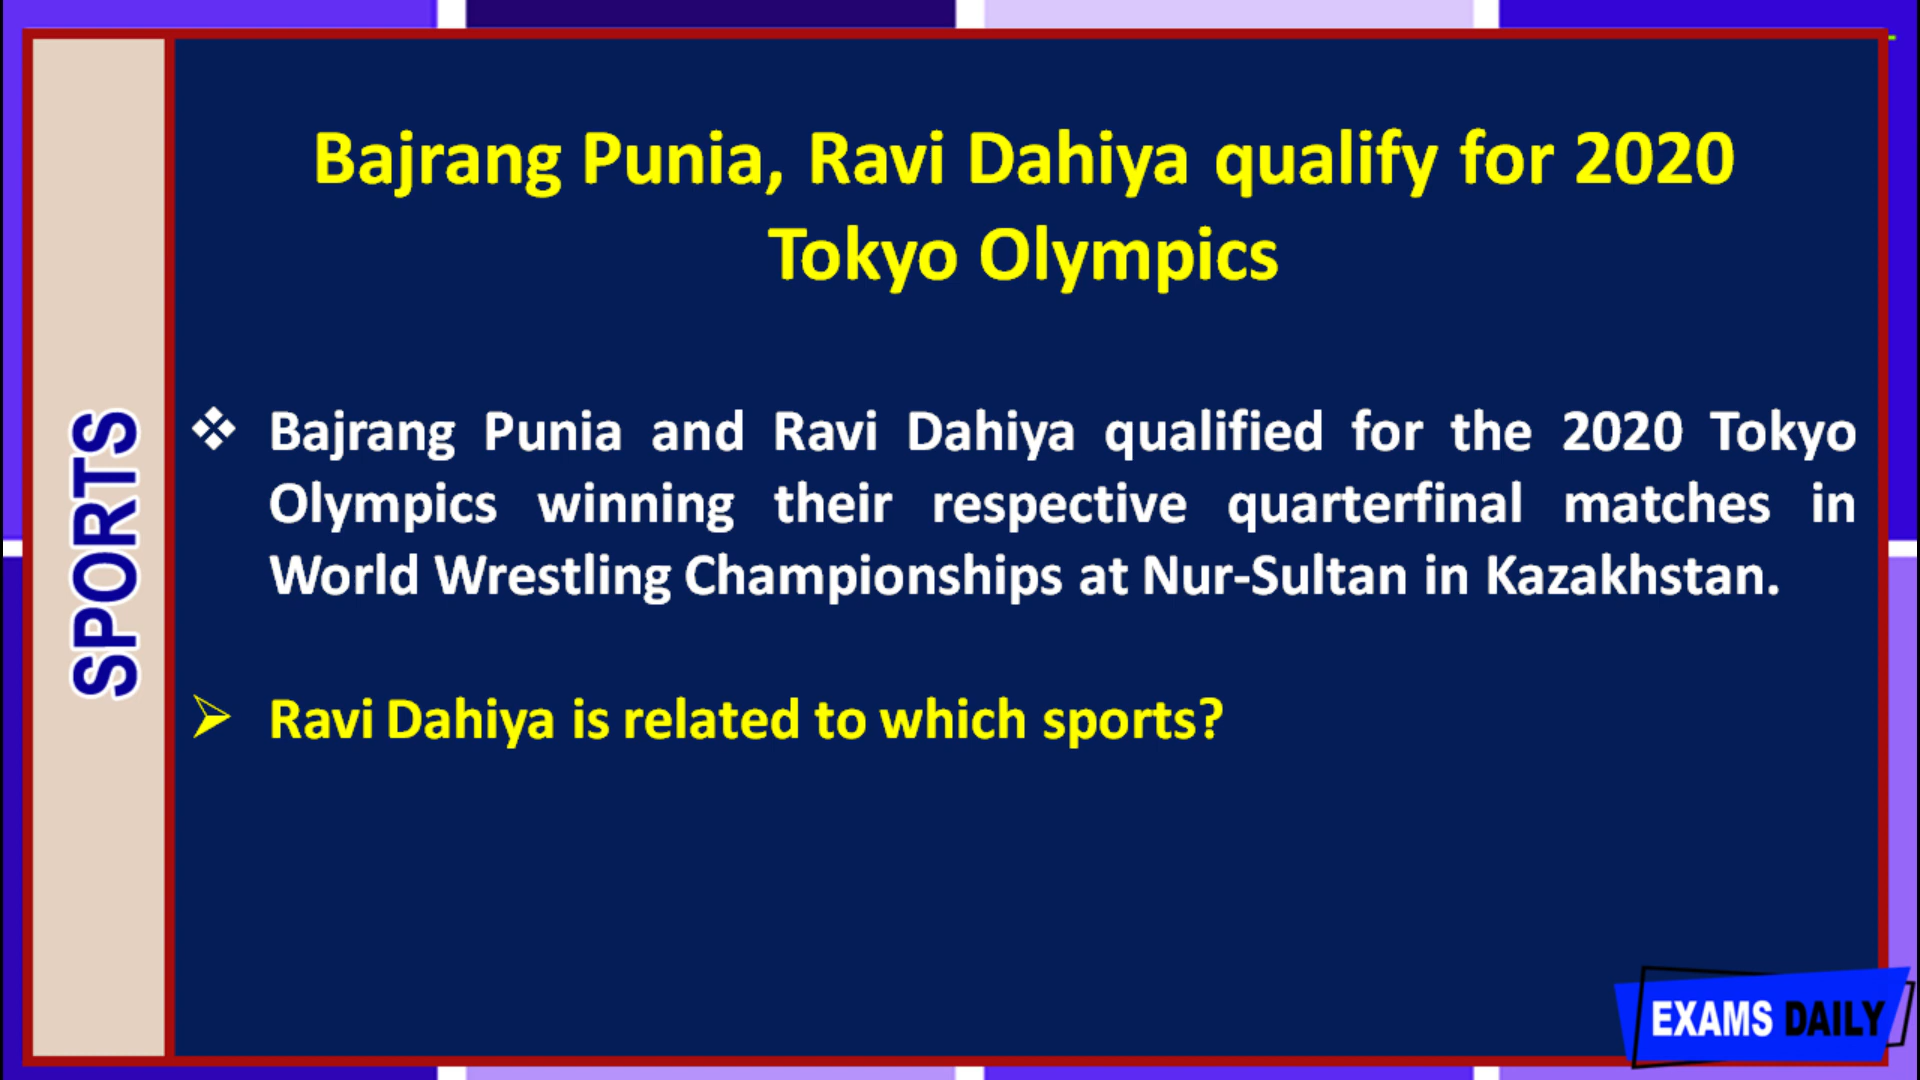 SPORTS
Bajrang Punia, Ravi Dahiya qualify for 2020
Tokyo Olympics
❖ Bajrang Punia and Ravi Dahiya qualified for the 2020 Tokyo
Olympics winning their respective quarterfinal matches in
World Wrestling Championships at Nur-Sultan in Kazakhstan.
➢ Ravi Dahiya is related to which sports?
EXAMS DAILY